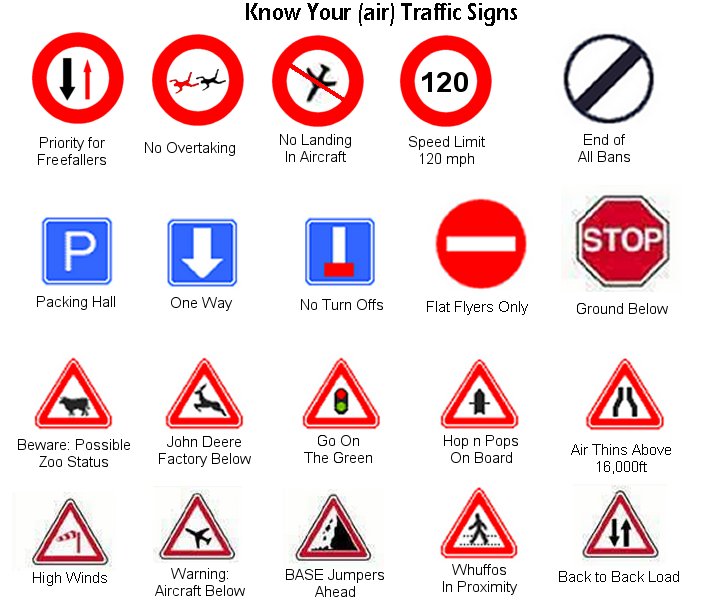 Know Your (air) Traffic Signs
120
Priority for
Freefallers
No Overtaking
No Landing
In Aircraft
Speed Limit
120 mph
End of
All Bans
P
STOP
Packing Hall
One Way
No Turn Offs
Flat Flyers Only
Ground Below
Beware: Possible
Zoo Status
John Deere
Factory Below
Go On
The Green
Hop n Pops
On Board
Air Thins Above
16,000ft
High Winds
Warning:
Aircraft Below
BASE Jumpers
Ahead
Whuffos
In Proximity
Back to Back Load